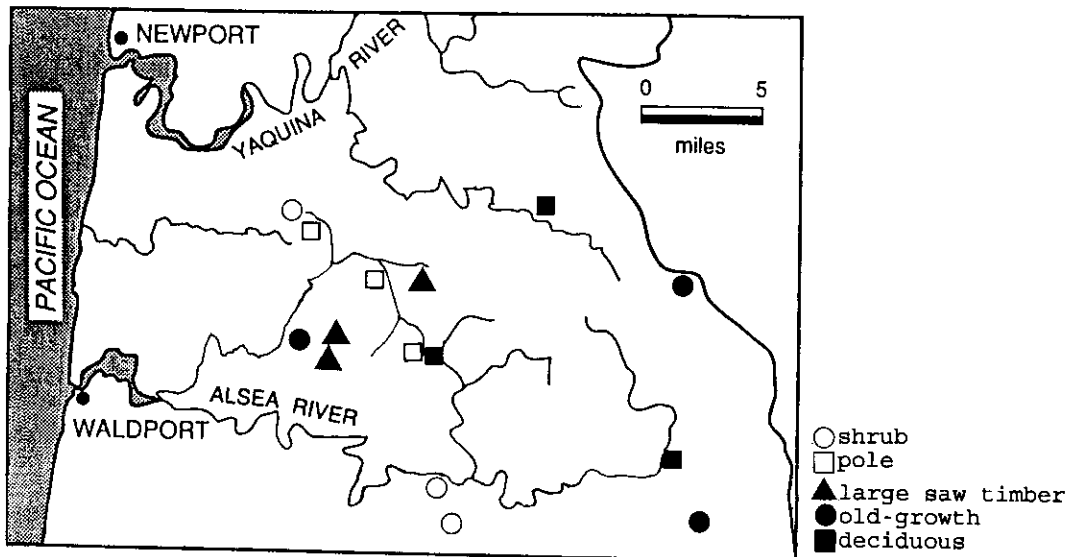 NEWPORT
YAQUINA RIVER
0 5
miles
PACIFIC OCEAN
ALSEA RIVER
WALDPORT
shrub
pole
large saw timber
old-growth
deciduous